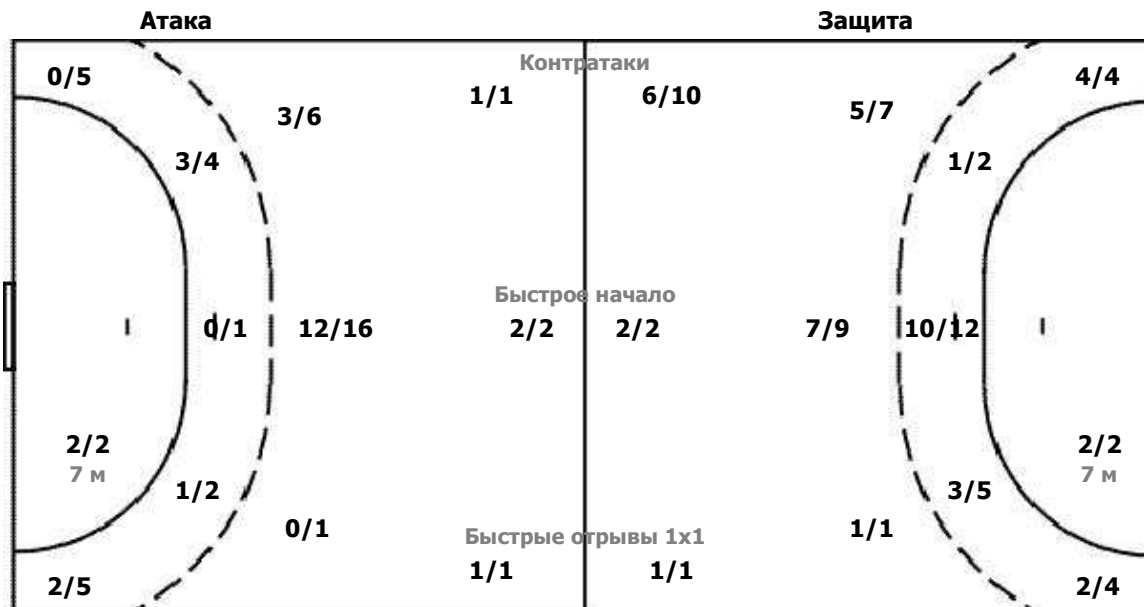 Атака Защита
Контратаки
0/5 4/4
1/1 6/10
3/6 5/7
3/4 1/2
Быстрое начало
0/1 12/16 2/2 2/2 7/9 10/12
2/2 2/2
7 м 7 м
1/2 3/5
0/1 1/1
Быстрые отрывы 1x1
1/1 1/1
2/5 2/4